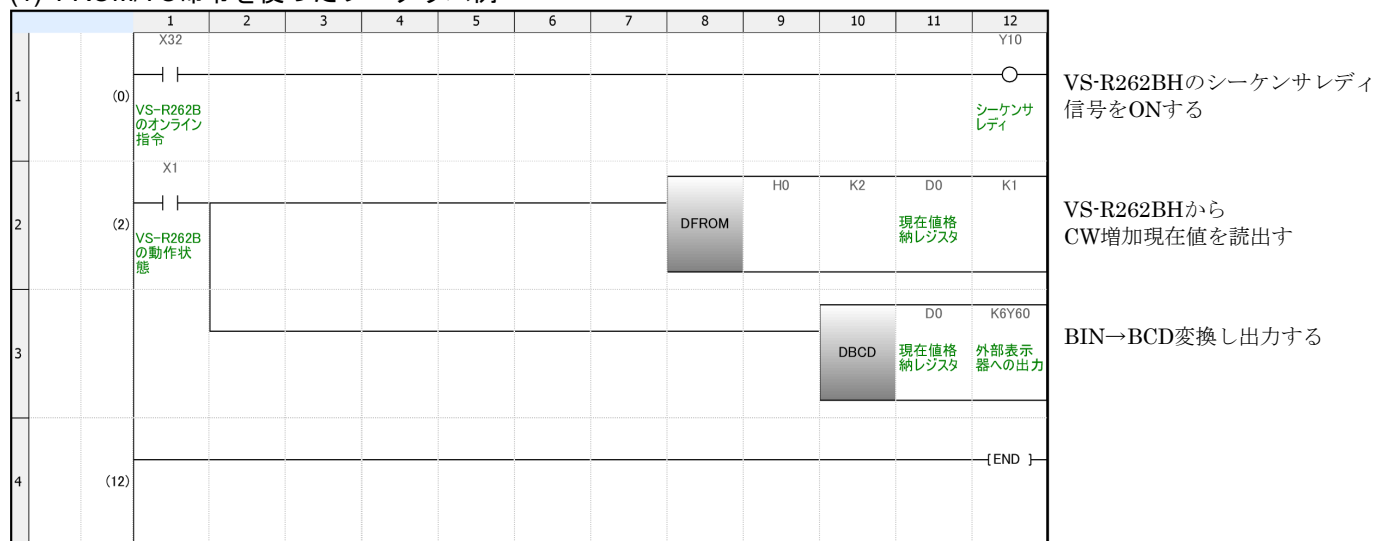 1 2 3 4 5 6 7 8 9 10 11 12
X32 Y10
1 (0)
VS-R262B
のオンライン
指令
シーケンサ
レディ
VS-R262BHのシーケンサレディ
信号をONする
X1
2 (2)
VS-R262B
の動作状
態
DFROM H0 K2 D0 K1
現在値格
納レジスタ
VS-R262BHから
CW増加現在値を読出す
3
DBCD D0 K6Y60
現在値格
納レジスタ
外部表示
器への出力
BIN→BCD変換し出力する
4 (12)
[END ]